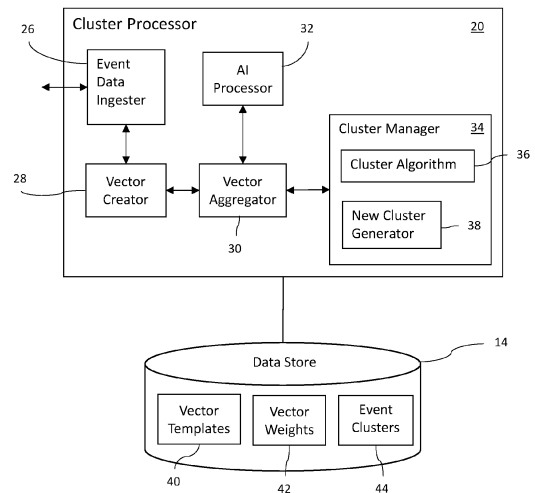 Cluster Processor
20
26
Event
Data
Ingester
32
AI
Processor
Cluster Manager
34
Cluster Algorithm
36
28
Vector
Creator
Vector
Aggregator
30
New Cluster
Generator
38
Data Store
14
Vector
Templates
40
Vector
Weights
42
Event
Clusters
44